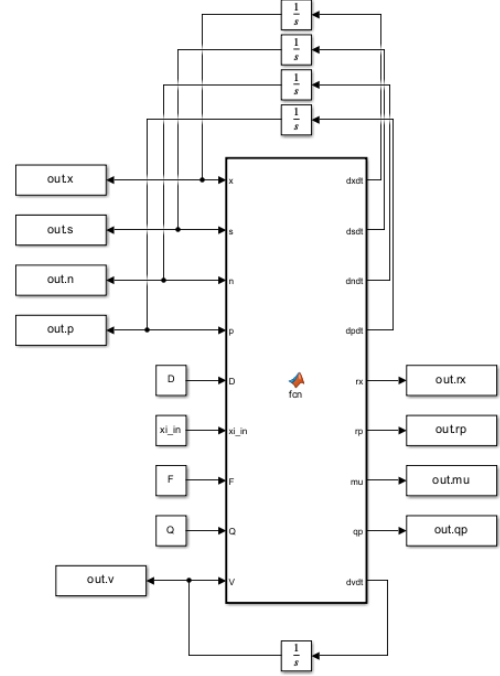 1
s
1
s
1
s
1
s
out.x
x
dxdt
out.s
s
dsdt
out.n
n
dndt
out.p
p
dpdt
D
D
rx
out.rx
fcn
xi_in
xi_in
rp
out.rp
F
F
mu
out.mu
Q
Q
qp
out.qp
out.v
V
dvdt
1
s